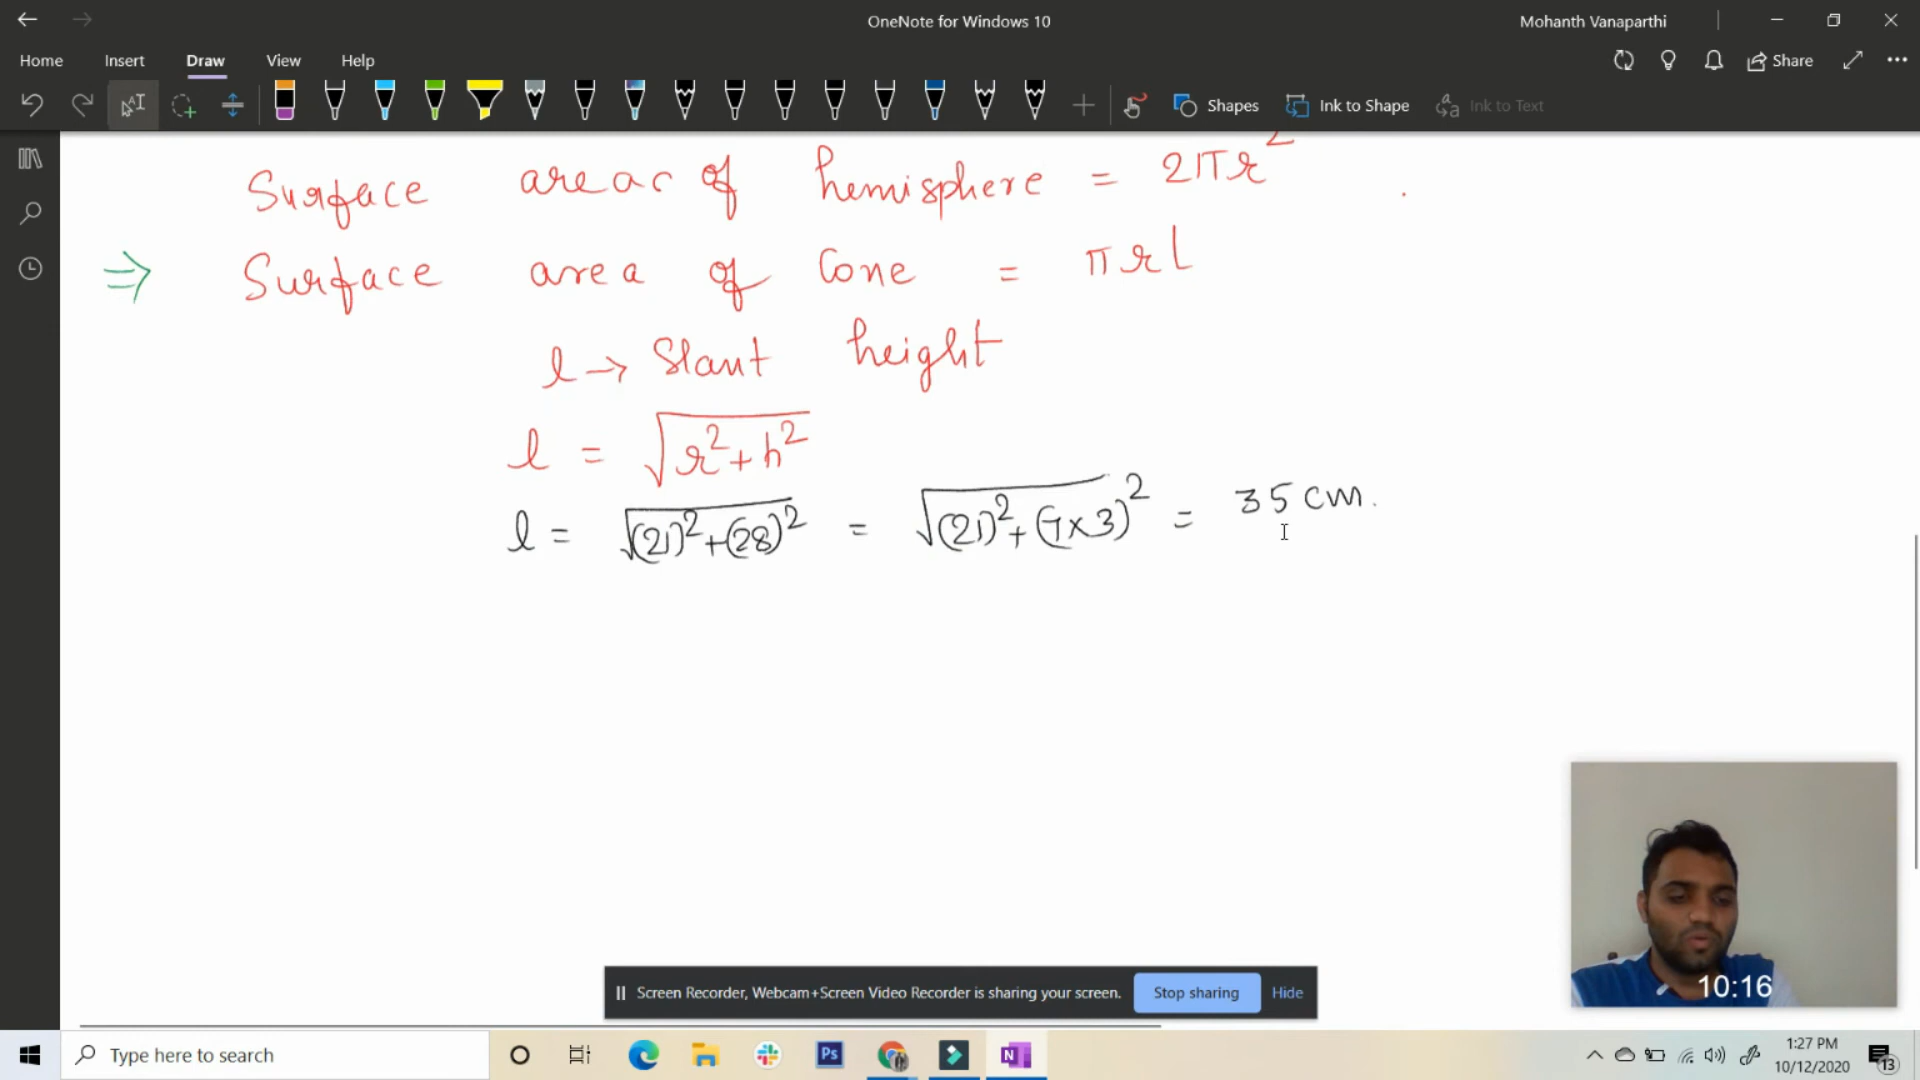 OneNote for Windows 10
Mohanth Vanaparthi
Home Insert Draw View Help
Share
Shapes
Ink to Shape
Ink to Text
Surface areac of hemisphere = 2πr²
⇒ Surface area of Cone = πrl
l → Slant height
l = √r²+h²
l = √(21)²+(28)² = √(21)²+(7×3)² = 35 cm.
10:16
Screen Recorder, Webcam+Screen Video Recorder is sharing your screen.
Stop sharing
Hide
Type here to search
Ps
N
1:27 PM
10/12/2020
13